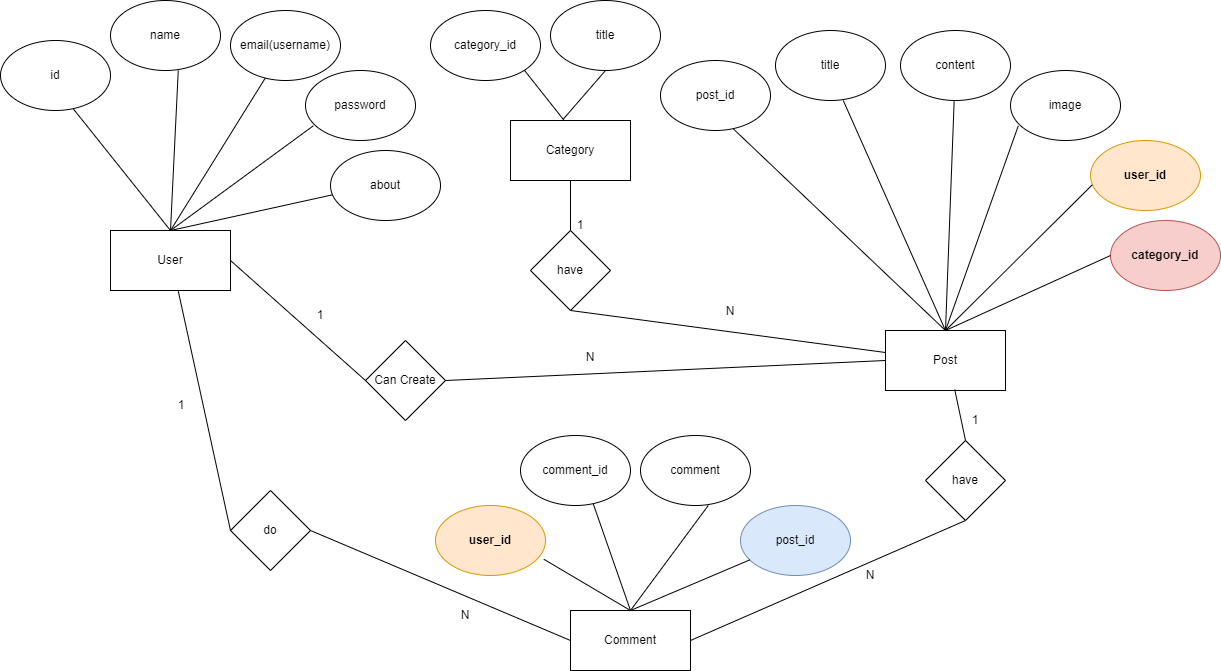 name
email(username)
id
password
about
User
category_id
title
Category
1
have
N
post_id
title
content
image
user_id
category_id
Post
1
Can Create
N
1
have
1
do
N
comment_id
comment
user_id
post_id
N
Comment